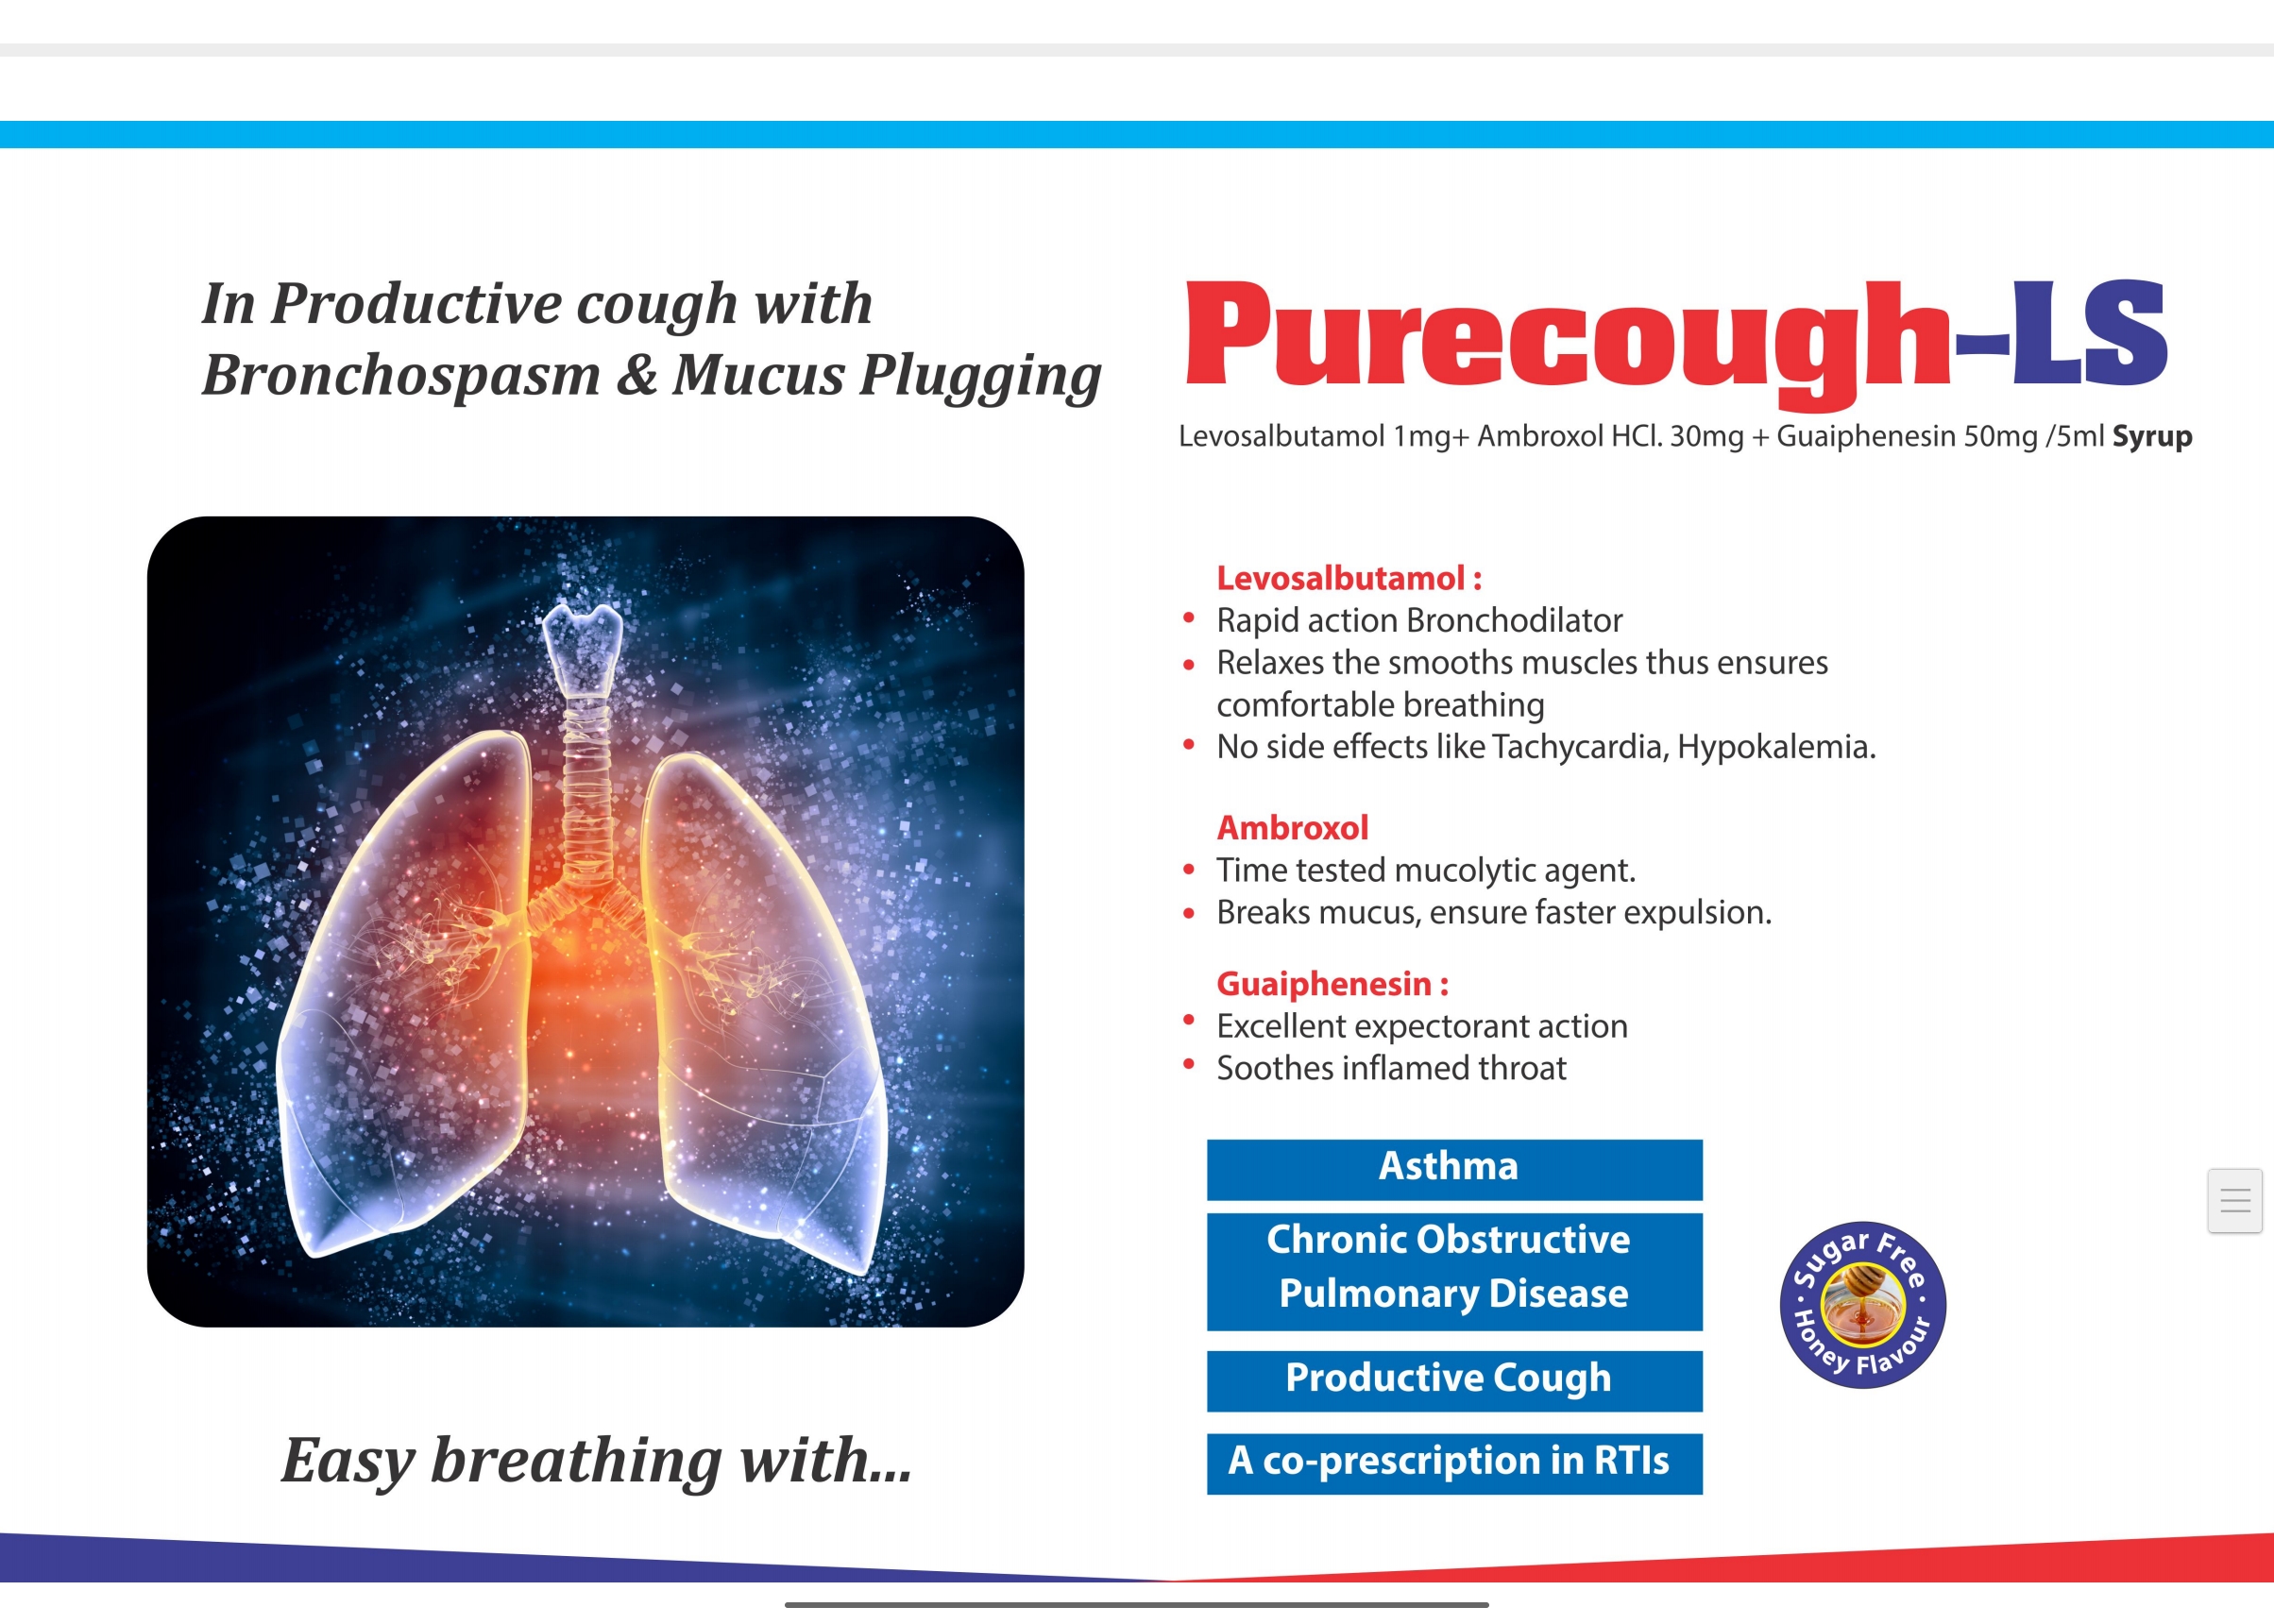 In Productive cough with
Bronchospasm & Mucus Plugging
Easy breathing with...
Purecough-LS
Levosalbutamol 1mg+ Ambroxol HCl. 30mg + Guaiphenesin 50mg /5ml Syrup
Levosalbutamol :
• Rapid action Bronchodilator
• Relaxes the smooths muscles thus ensures
comfortable breathing
• No side effects like Tachycardia, Hypokalemia.
Ambroxol
• Time tested mucolytic agent.
• Breaks mucus, ensure faster expulsion.
Guaiphenesin :
• Excellent expectorant action
• Soothes inflamed throat
Asthma
Chronic Obstructive
Pulmonary Disease
Productive Cough
A co-prescription in RTIs
• Sugar Free •
Honey Flavour